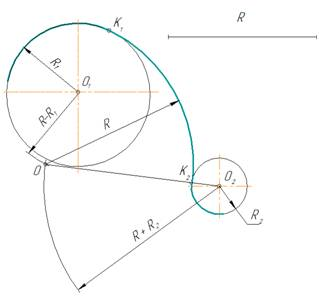 K₁
R
R₁
O₁
R-R₁
R
O
K₂
O₂
R₂
R + R₂